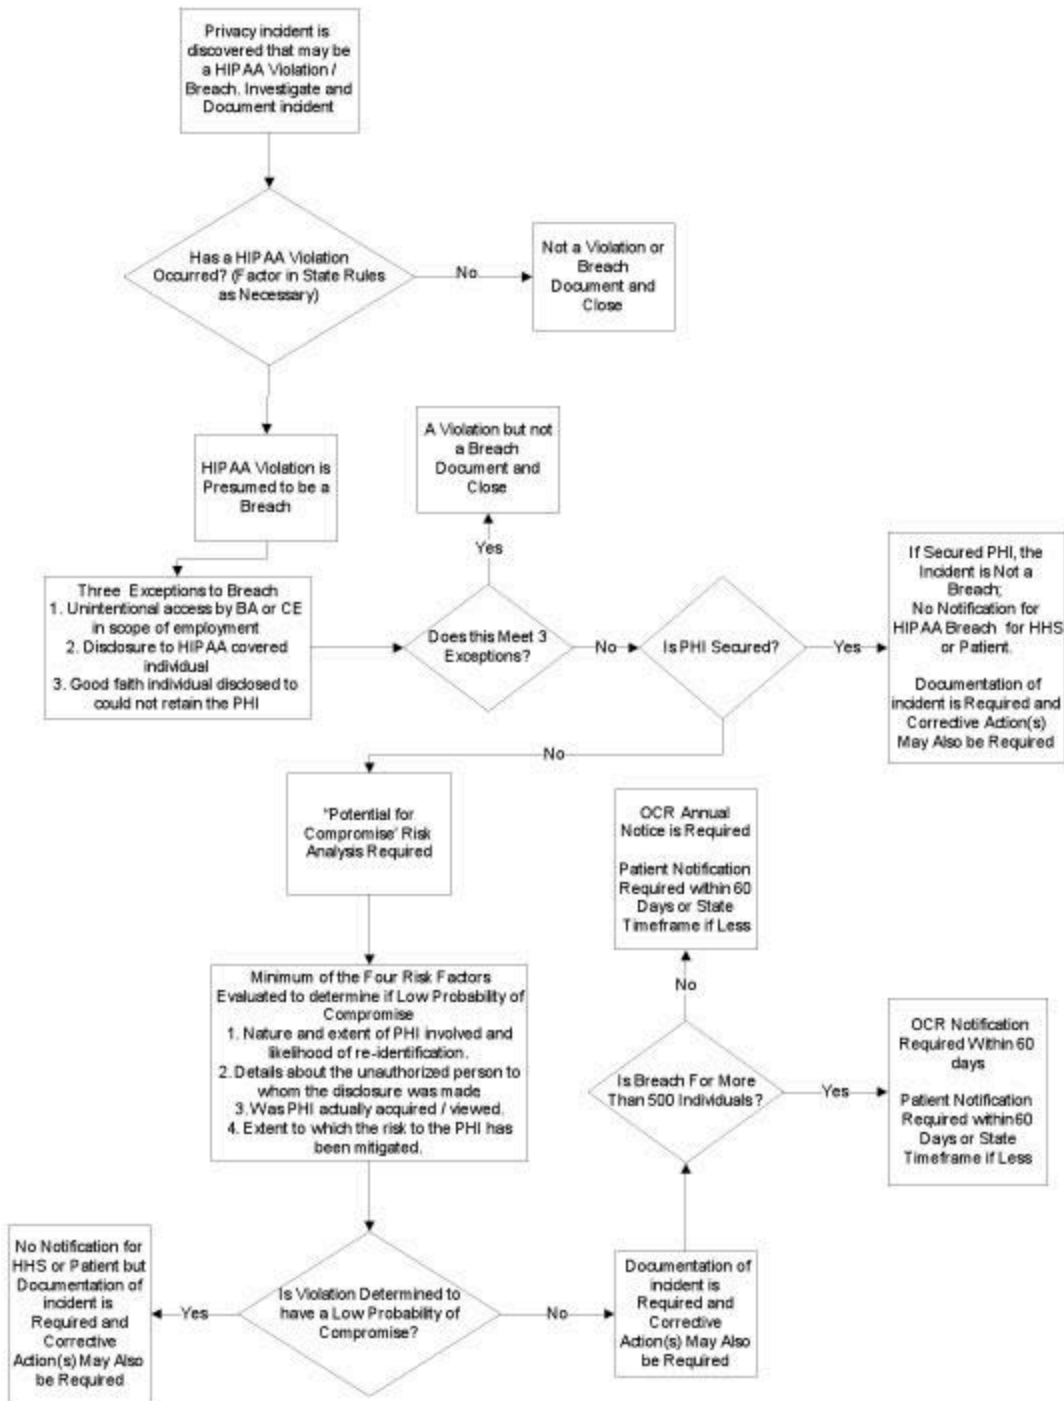 Privacy incident is
discovered that may be
a HIPAA Violation /
Breach. Investigate and
Document incident
Has a HIPAA Violation
Occurred? (Factor in State Rules
as Necessary)
No
Not a Violation or
Breach
Document and
Close
HIPAA Violation is
Presumed to be a
Breach
A Violation but not
a Breach
Document and
Close
Yes
Three Exceptions to Breach
1. Unintentional access by BA or CE
in scope of employment
2. Disclosure to HIPAA covered
individual
3. Good faith individual disclosed to
could not retain the PHI
Does this Meet 3
Exceptions?
No
Is PHI Secured?
Yes
If Secured PHI, the
Incident is Not a
Breach;
No Notification for
HIPAA Breach for HHS
or Patient.
Documentation of
incident is Required and
Corrective Action(s)
May Also be Required
No
"Potential for
Compromise' Risk
Analysis Required
OCR Annual
Notice is Required
Patient Notification
Required within 60
Days or State
Timeframe if Less
Minimum of the Four Risk Factors
Evaluated to determine if Low Probability of
Compromise
1. Nature and extent of PHI involved and
likelihood of re-identification.
2. Details about the unauthorized person to
whom the disclosure was made
3. Was PHI actually acquired / viewed.
4. Extent to which the risk to the PHI has
been mitigated.
No
Is Breach For More
Than 500 Individuals?
Yes
OCR Notification
Required Within 60
days
Patient Notification
Required within60
Days or State
Timeframe if Less
No Notification for
HHS or Patient but
Documentation of
incident is
Required and
Corrective
Action(s) May Also
be Required
Yes
Is Violation Determined to
have a Low Probability of
Compromise?
No
Documentation of
incident is
Required and
Corrective
Action(s) May Also
be Required